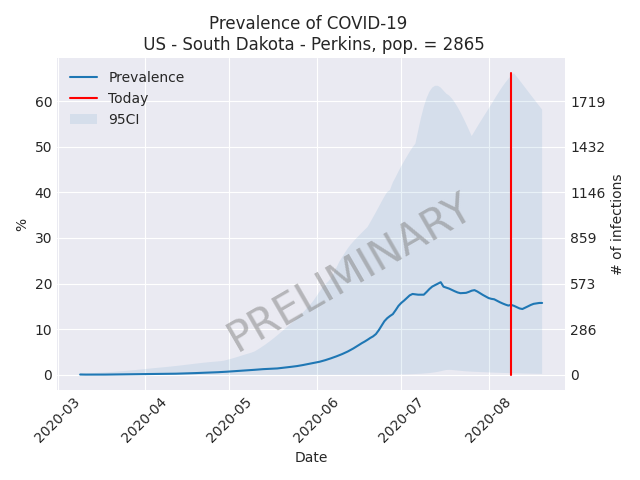 Prevalence of COVID-19
US - South Dakota - Perkins, pop. = 2865
Prevalence
Today
95CI
PRELIMINARY
%
60
50
40
30
20
10
0
1719
1432
1146
859
573
286
0
# of infections
2020-03
2020-04
2020-05
2020-06
2020-07
2020-08
Date